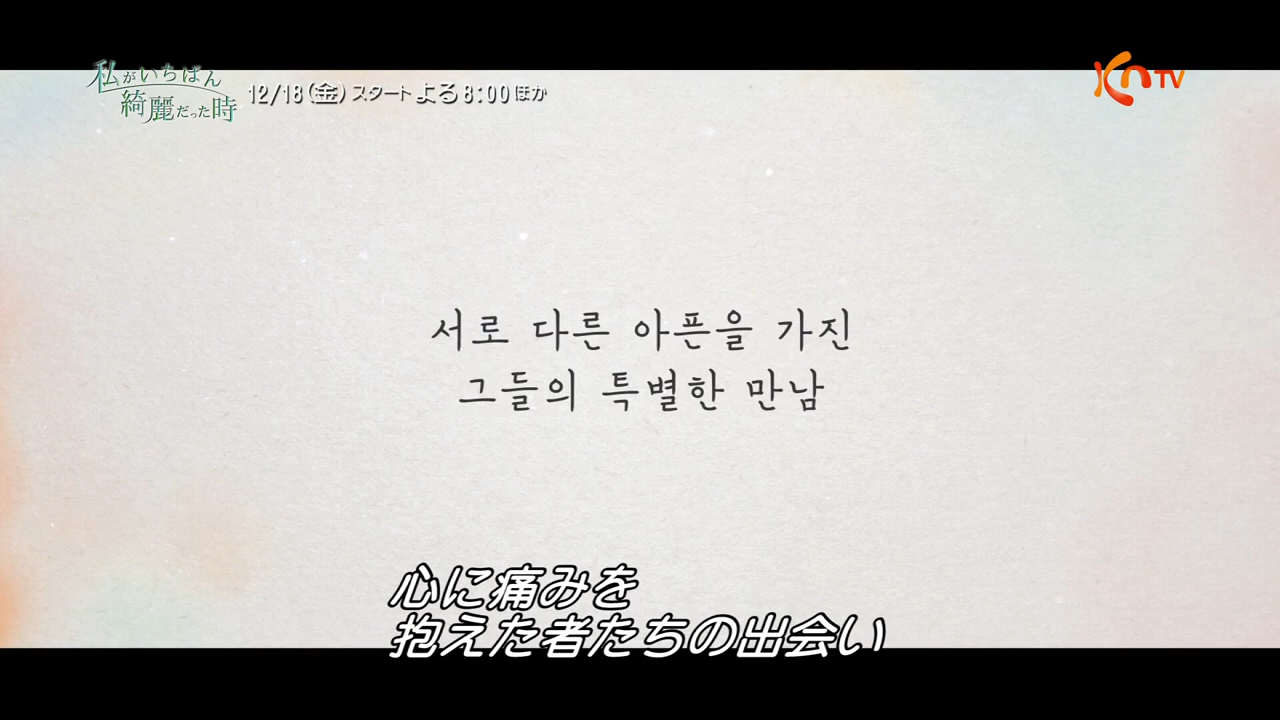 私がいちばん
綺麗だった時
12/18(金)スタートよる8:00ほか
KNTV
서로 다른 아픈을 가진
그들의 특별한 만남
心に痛みを
抱えた者たちの出会い